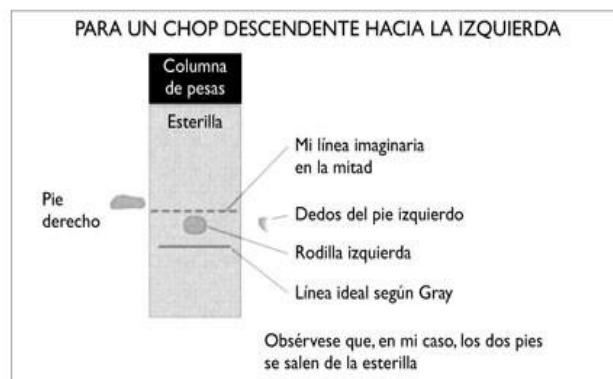 PARA UN CHOP DESCENDENTE HACIA LA IZQUIERDA
Columna
de pesas
Esterilla
Mi línea imaginaria
en la mitad
Pie
derecho
Dedos del pie izquierdo
Rodilla izquierda
Línea ideal según Gray
Obsérvese que, en mi caso, los dos pies
se salen de la esterilla